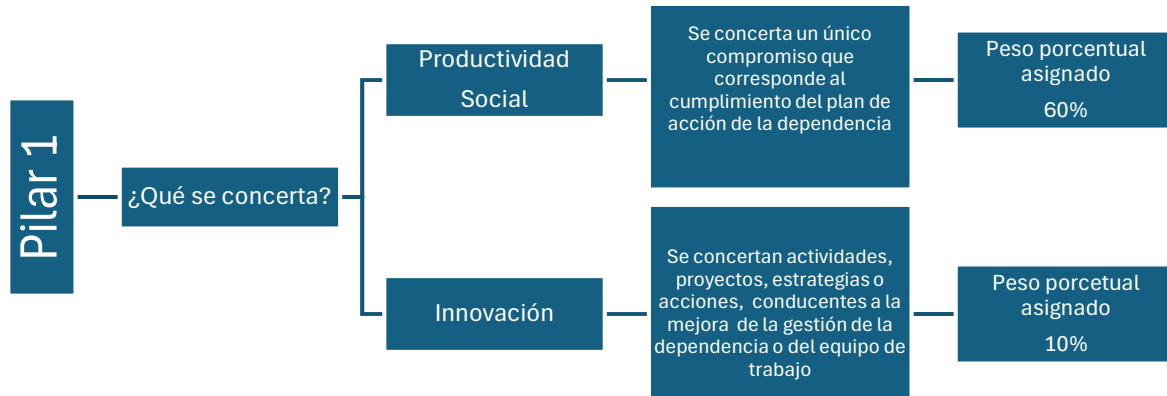 Pilar 1
¿Qué se concerta?
Productividad
Social
Se concerta un único
compromiso que
corresponde al
cumplimiento del plan de
acción de la dependencia
Peso porcentual
asignado
60%
Innovación
Se concertan actividades,
proyectos, estrategias o
acciones, conducentes a la
mejora de la gestión de la
dependencia o del equipo de
trabajo
Peso porcetual
asignado
10%